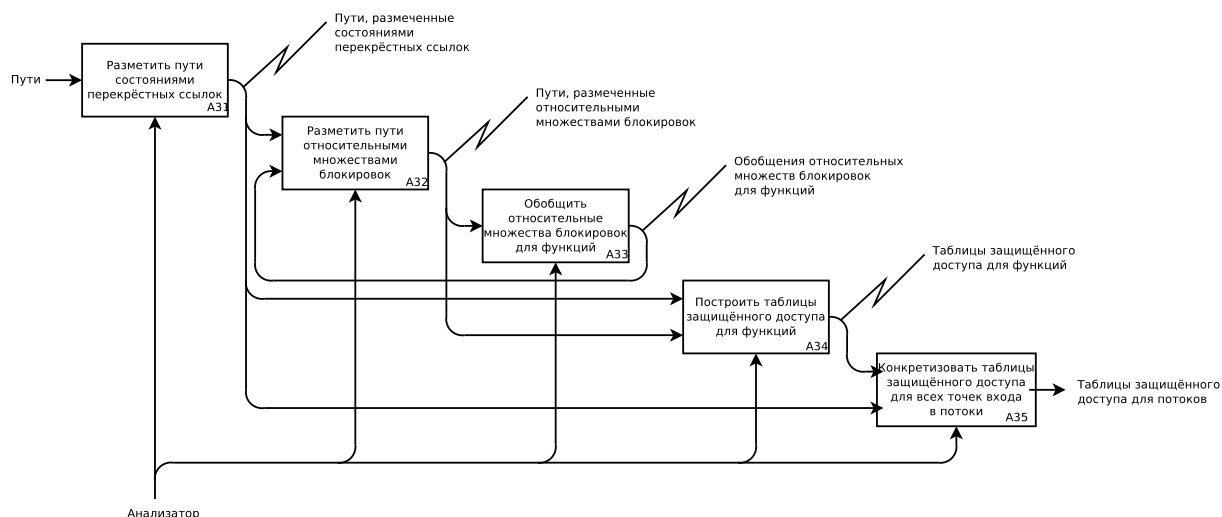 Пути, размеченные
состояниями
перекрёстных ссылок
Пути
Разметить пути
состояниями
перекрёстных ссылок
A31
Пути, размеченные
относительными
множествами блокировок
Разметить пути
относительными
множествами
блокировок
A32
Обобщения относительных
множеств блокировок
для функций
Обобщить
относительные
множества блокировок
для функций
A33
Таблицы защищённого
доступа для функций
Построить таблицы
защищённого доступа
для функций
A34
Конкретизовать таблицы
защищённого доступа
для всех точек входа
в потоки
A35
Таблицы защищённого
доступа для потоков
Анализатор